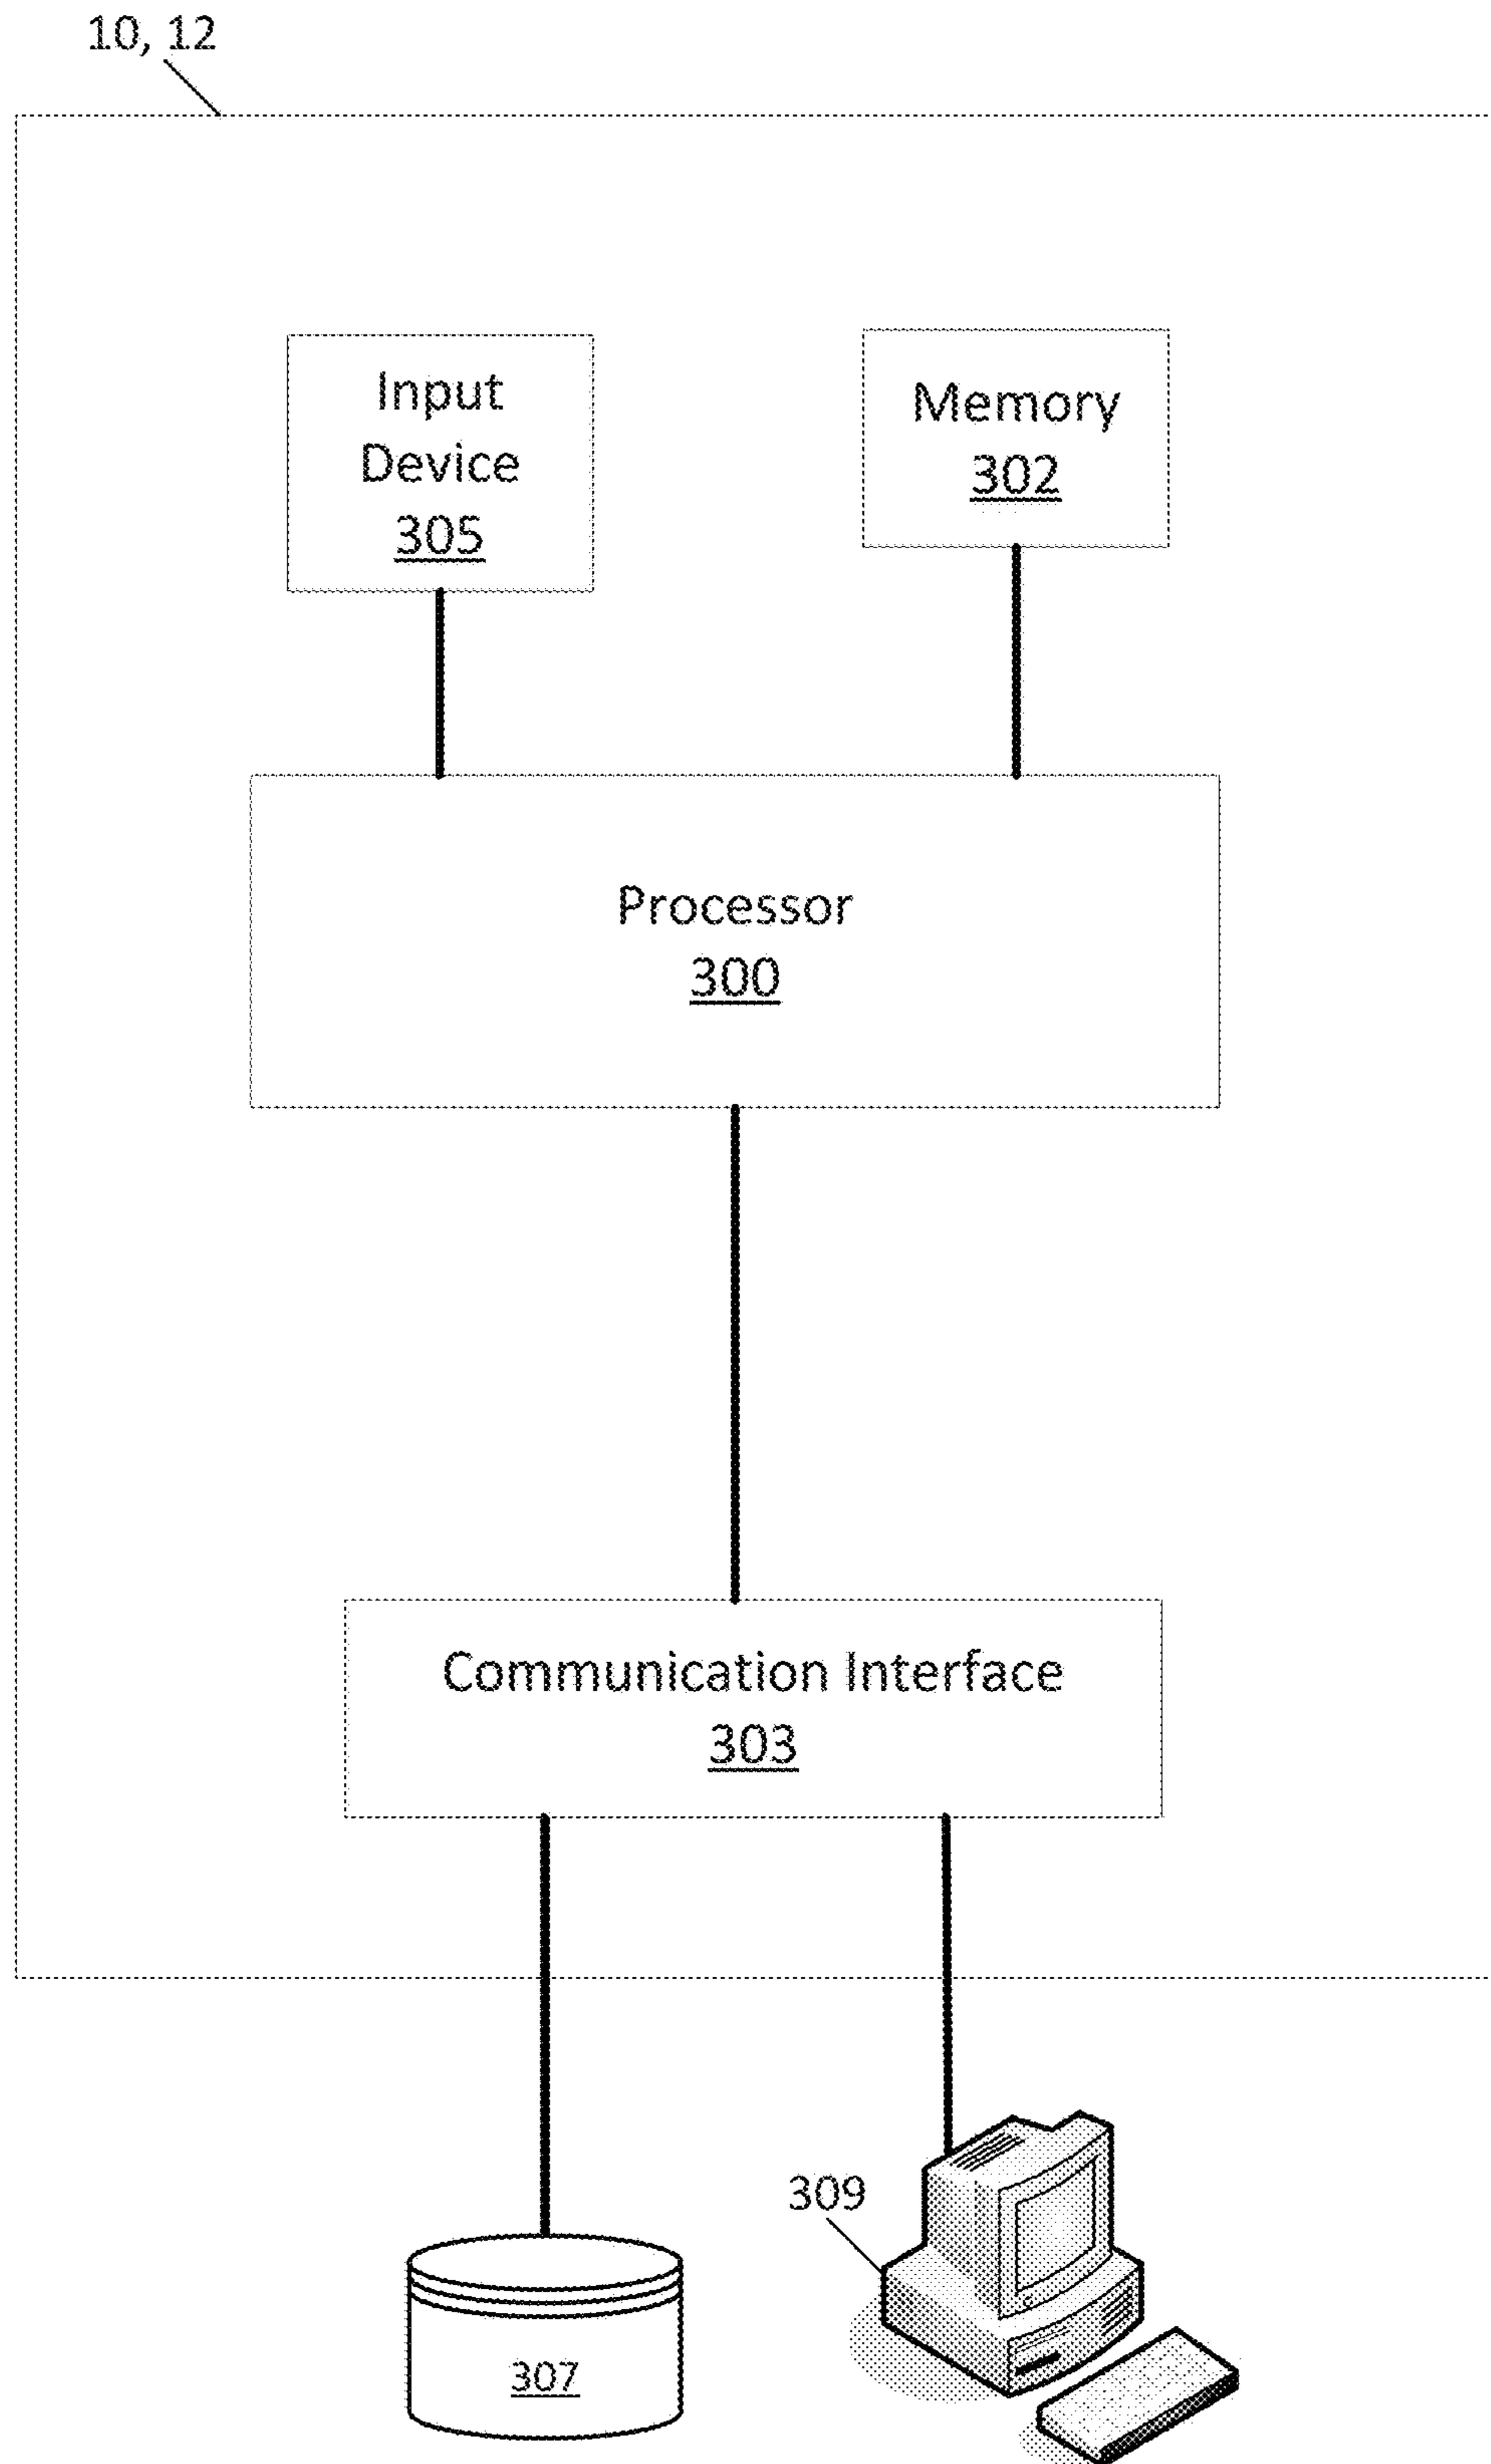 10, 12
Input
Device
305
Memory
302
Processor
300
Communication Interface
303
309
307